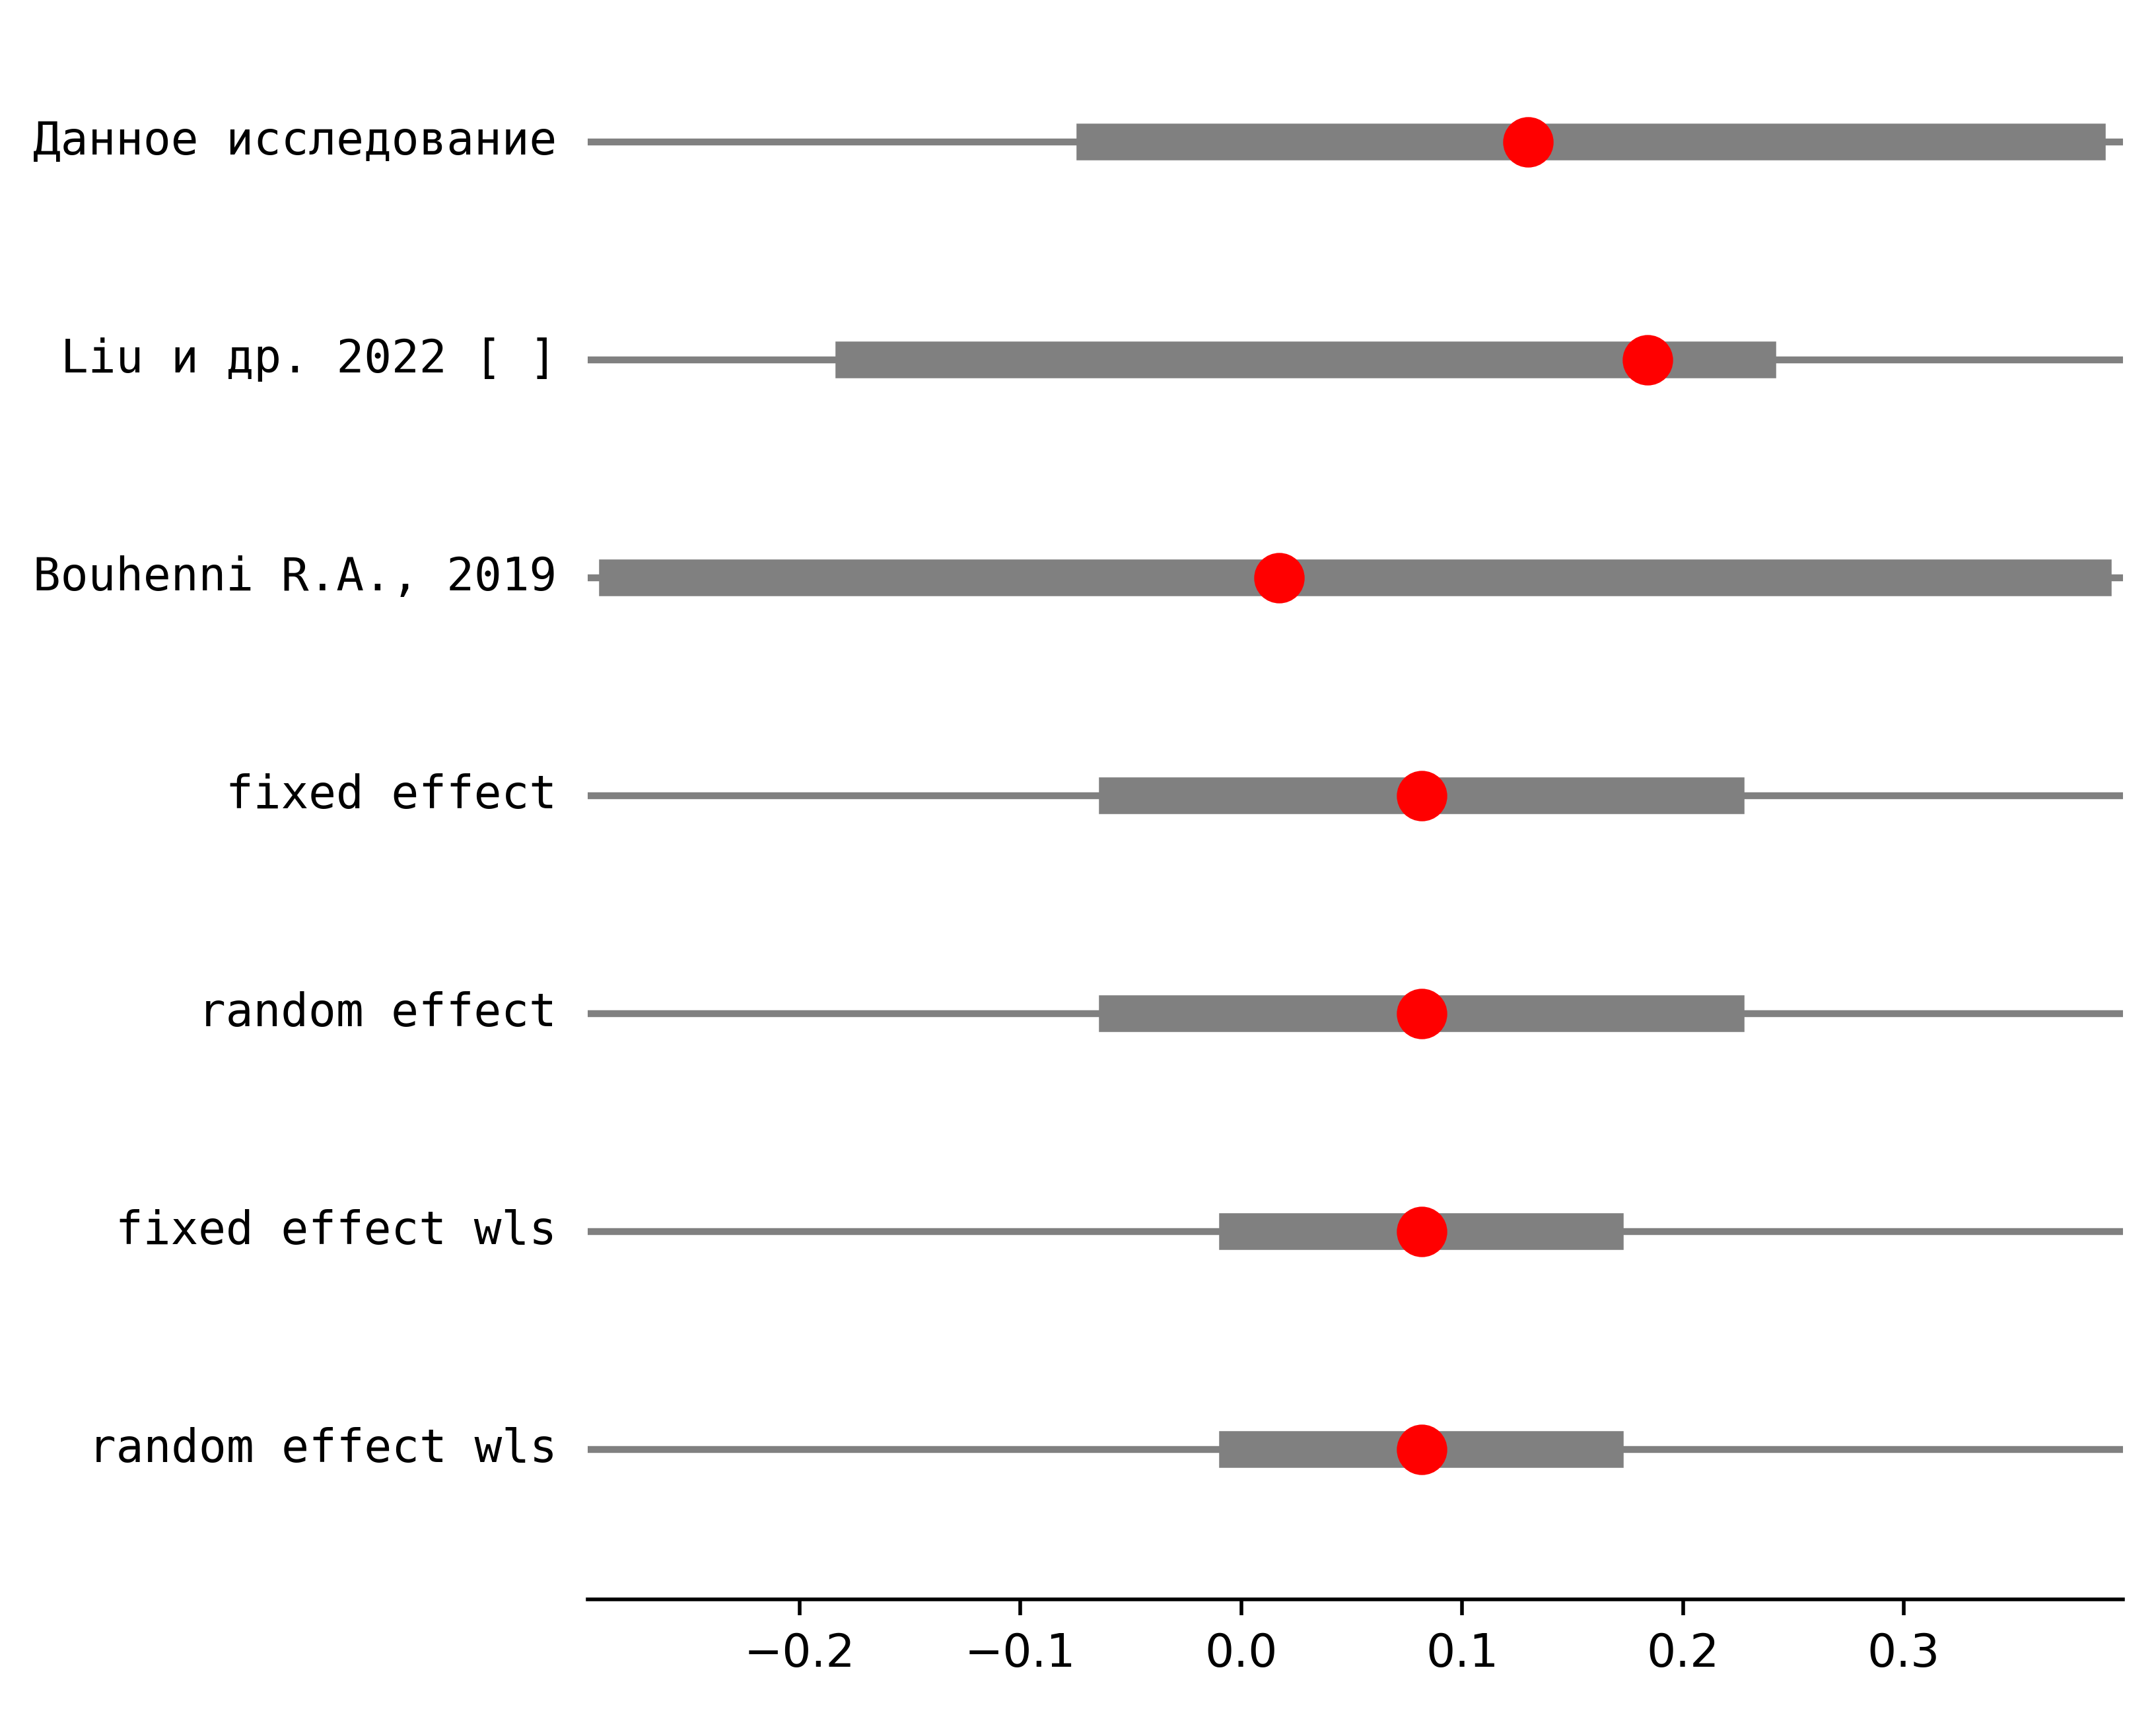 Данное исследование
Liu и др. 2022 [ ]
Bouhenni R.A., 2019
fixed effect
random effect
fixed effect wls
random effect wls
−0.2 −0.1 0.0 0.1 0.2 0.3